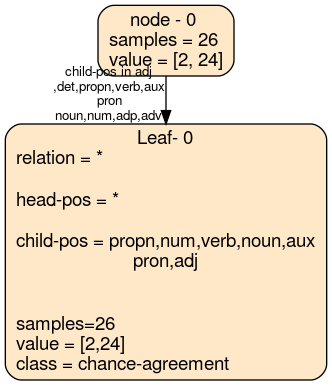 node - 0
samples = 26
value = [2, 24]
child-pos in adj
,det,propn,verb,aux
pron
noun,num,adp,adv
Leaf- 0
relation = *
head-pos = *
child-pos = propn,num,verb,noun,aux
pron,adj
samples=26
value = [2,24]
class = chance-agreement